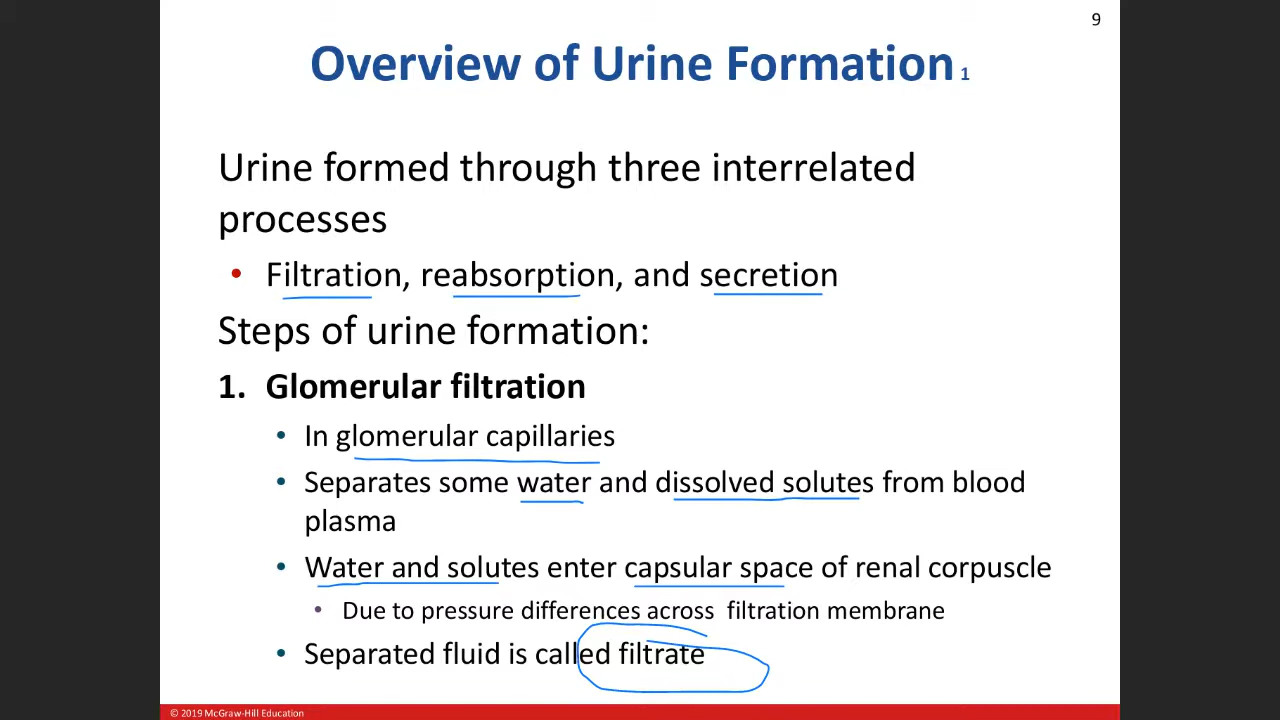 9
Overview of Urine Formation 1
Urine formed through three interrelated
processes
• Filtration, reabsorption, and secretion
Steps of urine formation:
1. Glomerular filtration
• In glomerular capillaries
• Separates some water and dissolved solutes from blood
plasma
• Water and solutes enter capsular space of renal corpuscle
• Due to pressure differences across filtration membrane
• Separated fluid is called filtrate
© 2019 McGraw-Hill Education